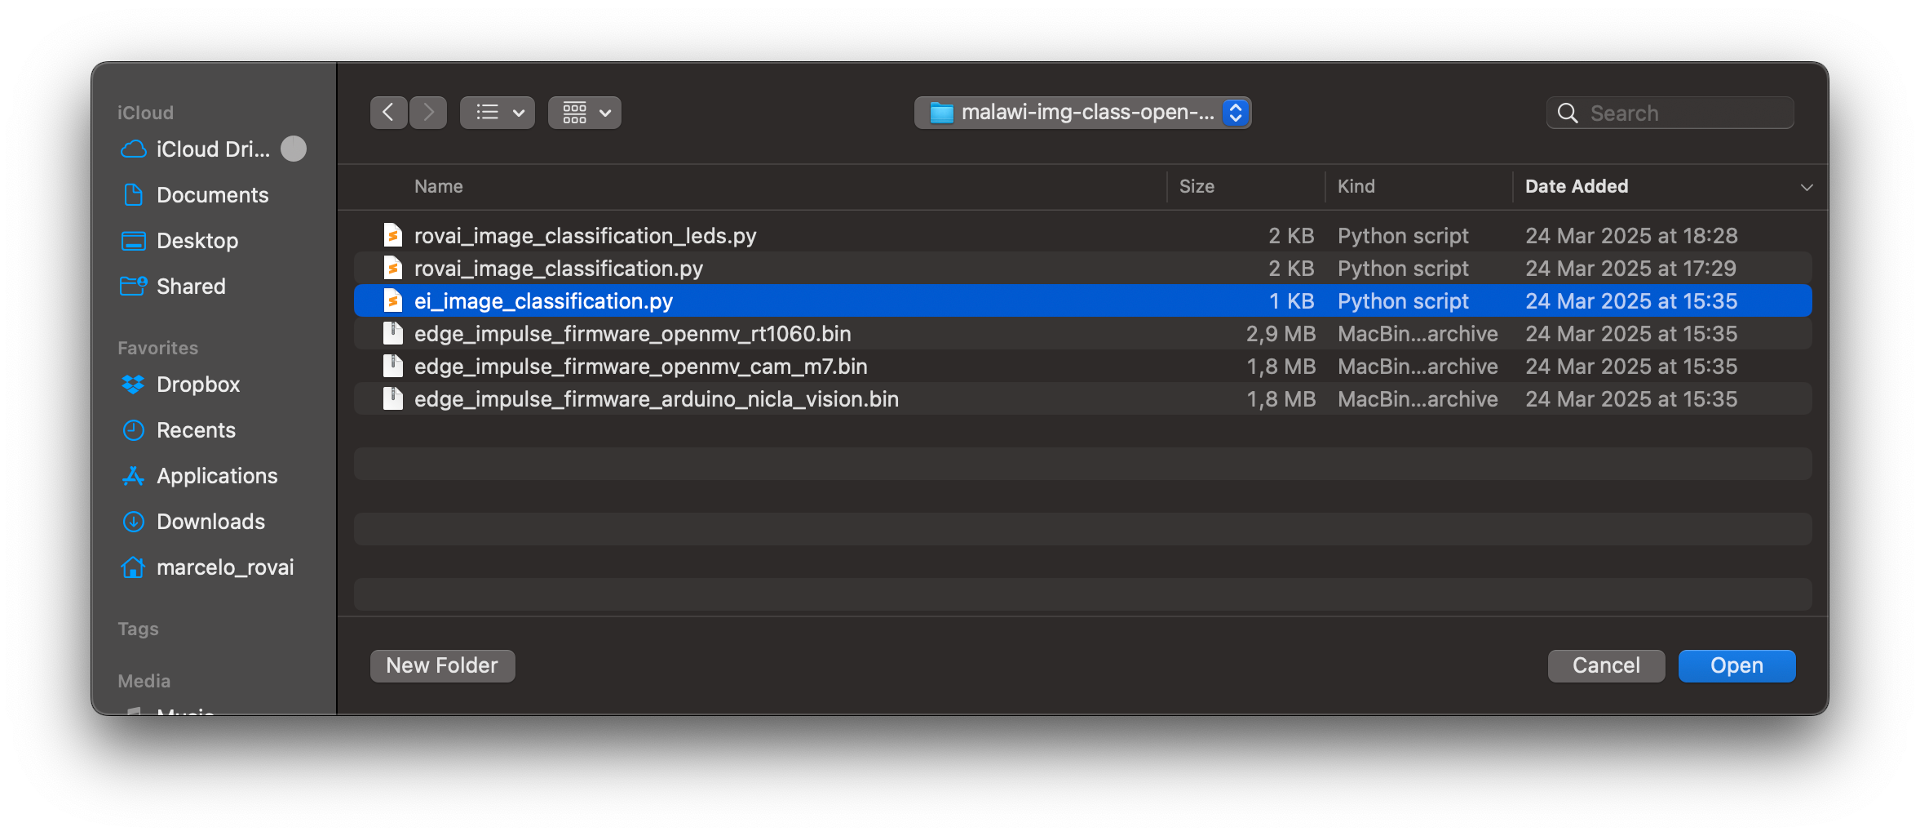 iCloud
iCloud Dri...
Documents
Desktop
Shared
Favorites
Dropbox
Recents
Applications
Downloads
marcelo_rovai
Tags
Media
Music
malawi-img-class-open-...
Search
Name Size Kind Date Added
rovai_image_classification_leds.py 2 KB Python script 24 Mar 2025 at 18:28
rovai_image_classification.py 2 KB Python script 24 Mar 2025 at 17:29
ei_image_classification.py 1 KB Python script 24 Mar 2025 at 15:35
edge_impulse_firmware_openmv_rt1060.bin 2,9 MB MacBin...archive 24 Mar 2025 at 15:35
edge_impulse_firmware_openmv_cam_m7.bin 1,8 MB MacBin...archive 24 Mar 2025 at 15:35
edge_impulse_firmware_arduino_nicla_vision.bin 1,8 MB MacBin...archive 24 Mar 2025 at 15:35
New Folder Cancel Open